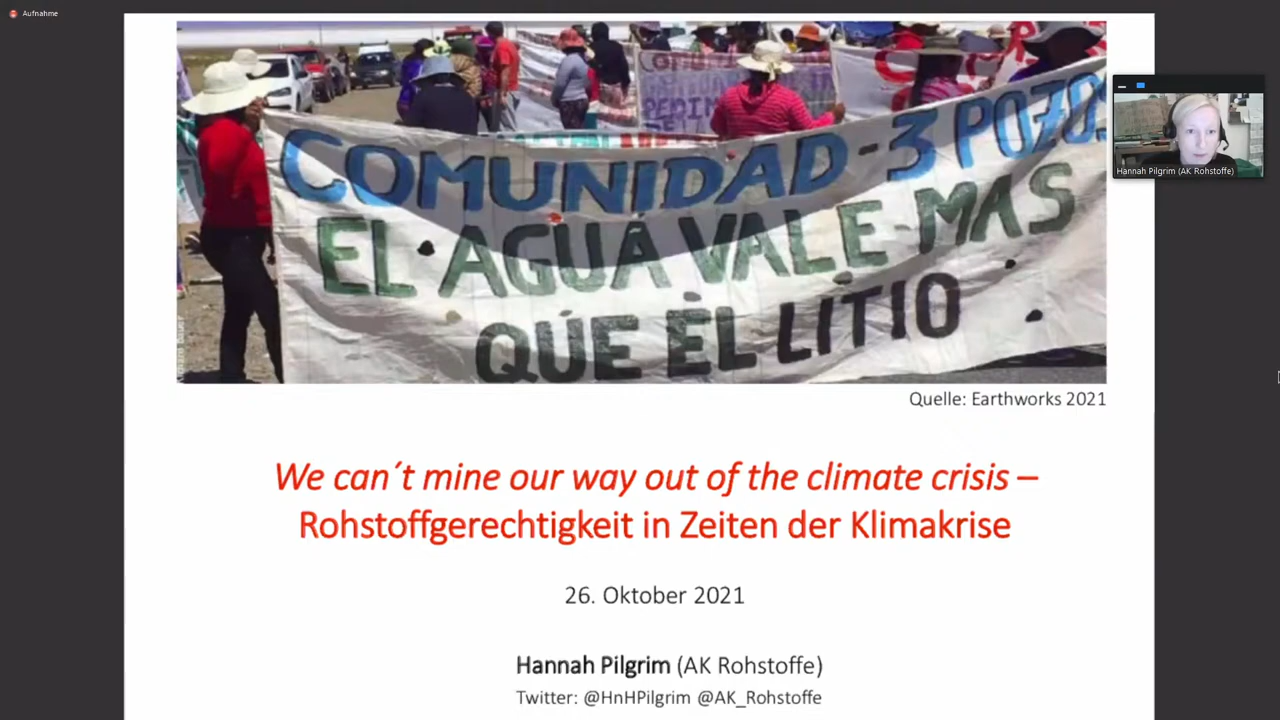 Aufnahme
COMUNIDAD-3 POZOS
EL AGUA VALE MAS
QUE EL LITIO
Quelle: Earthworks 2021
Hannah Pilgrim (AK Rohstoffe)
We can´t mine our way out of the climate crisis –
Rohstoffgerechtigkeit in Zeiten der Klimakrise
26. Oktober 2021
Hannah Pilgrim (AK Rohstoffe)
Twitter: @HnHPilgrim @AK_Rohstoffe